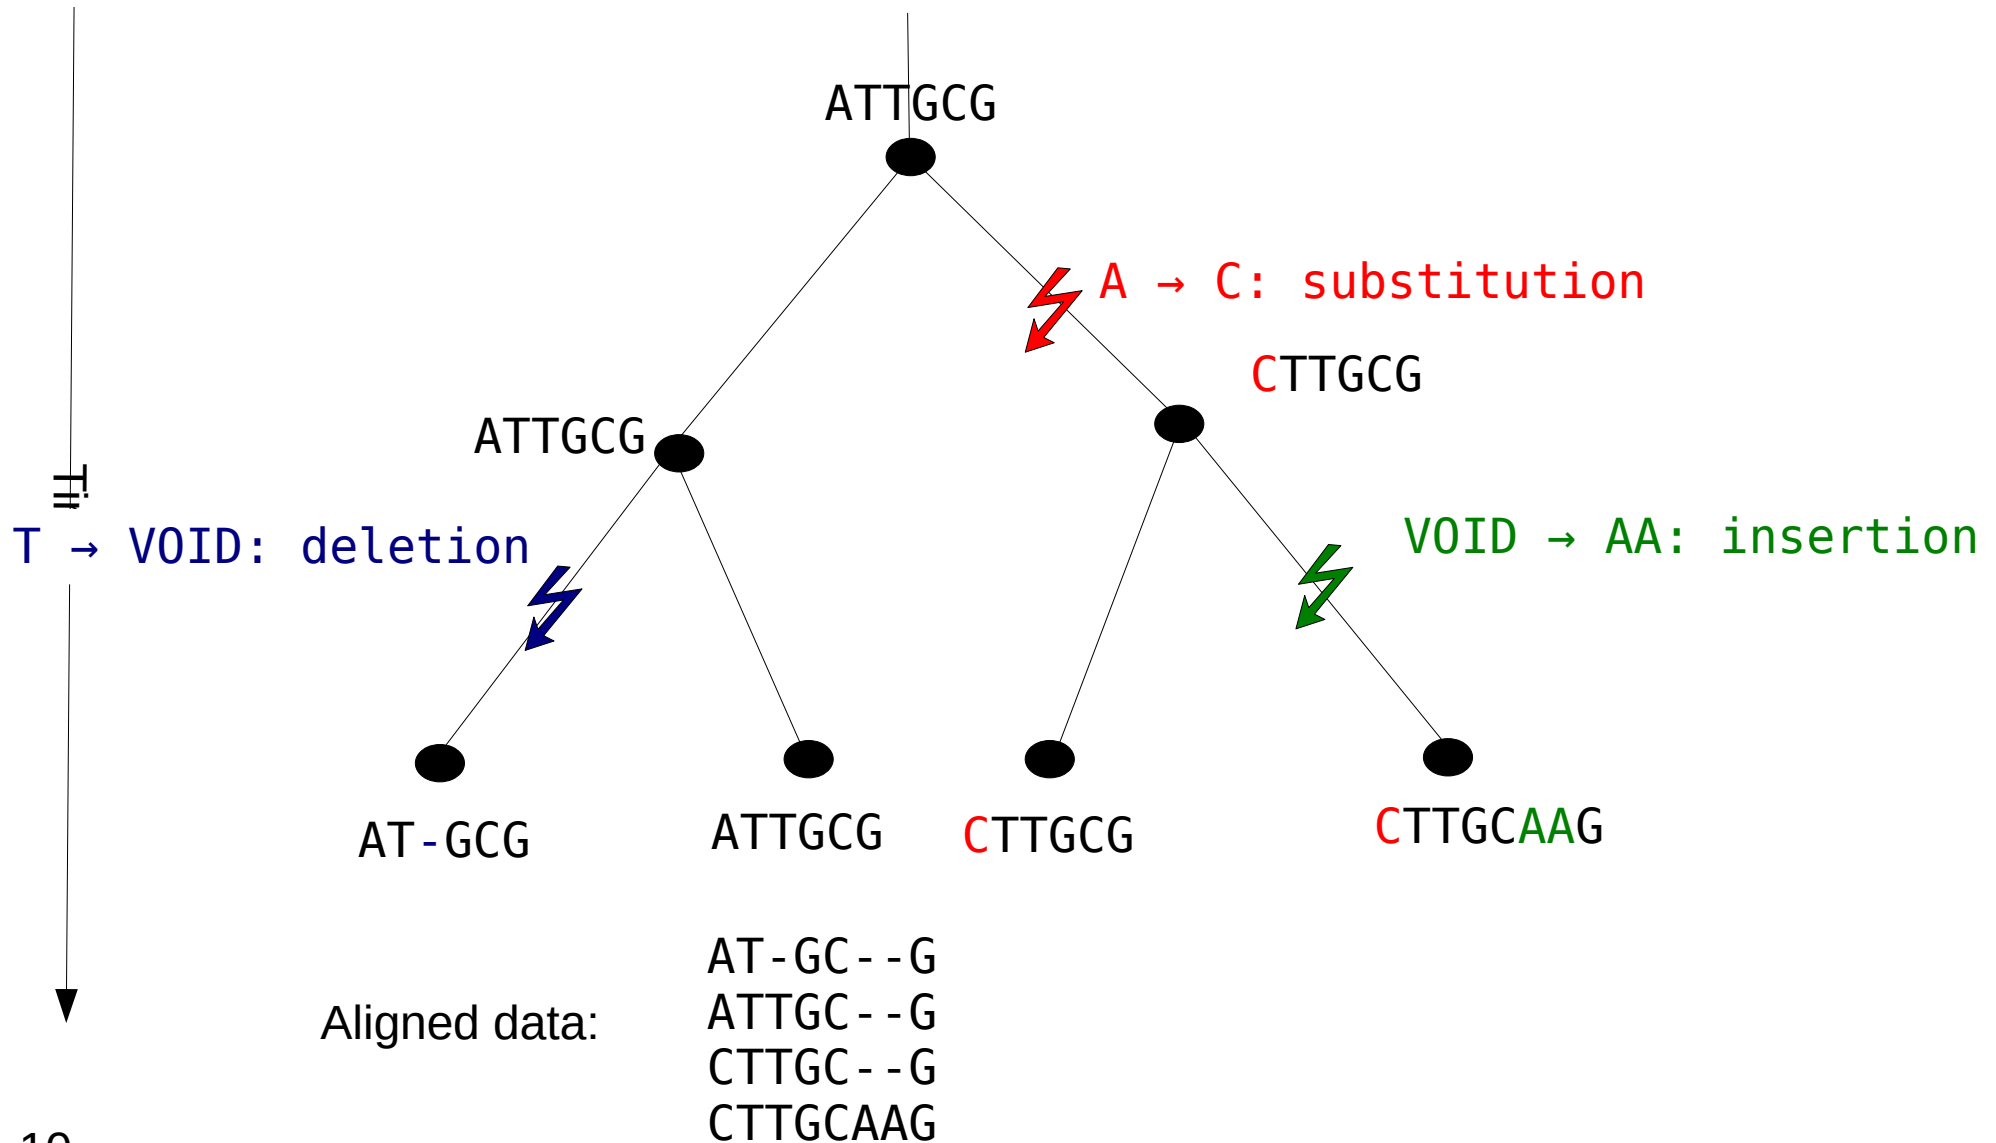 ATTGCG
A → C: substitution
CTTGCG
ATTGCG
T → VOID: deletion
VOID → AA: insertion
AT-GCG
ATTGCG
CTTGCG
CTTGCAAG
Aligned data:
AT-GC--G
ATTGC--G
CTTGC--G
CTTGCAAG